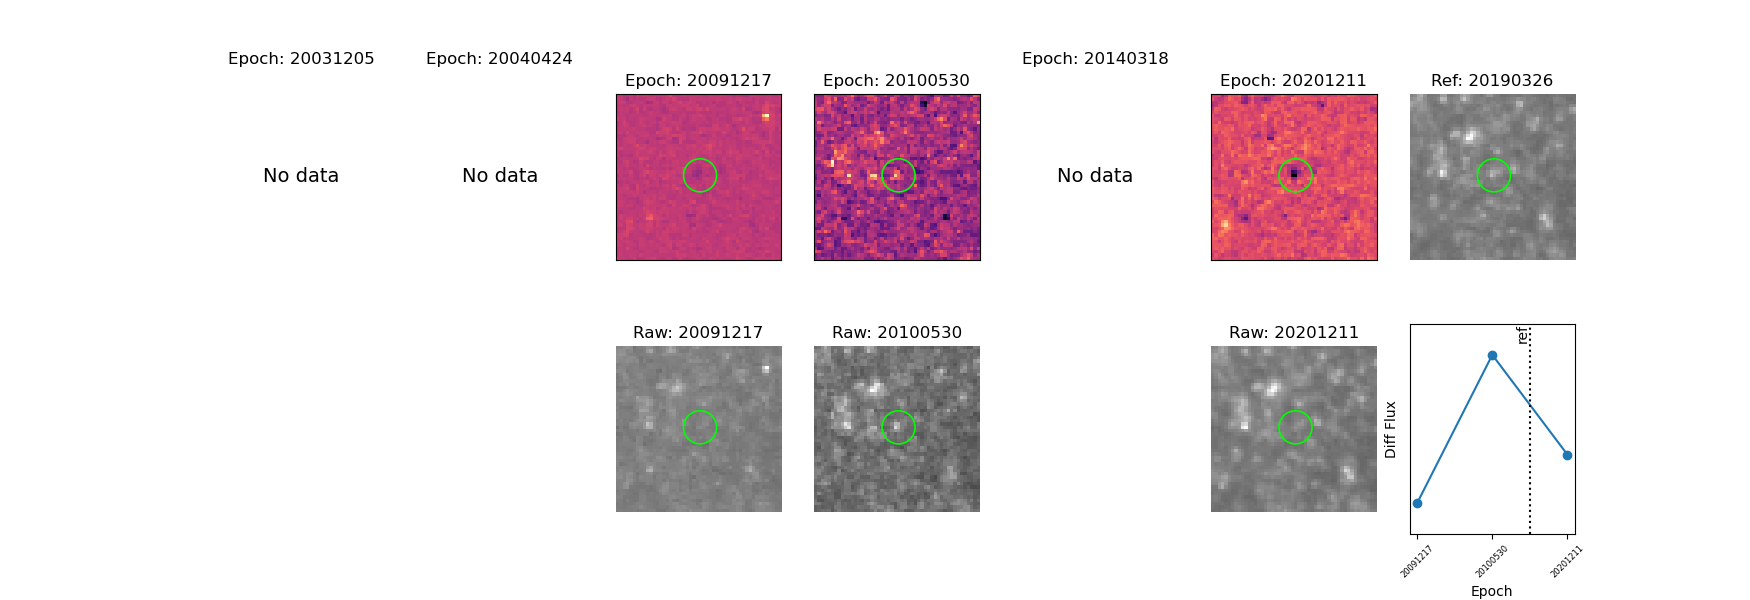 Epoch: 20031205
Epoch: 20040424
Epoch: 20140318
Epoch: 20091217
Epoch: 20100530
Epoch: 20201211
Ref: 20190326
No data
No data
No data
Raw: 20091217
Raw: 20100530
Raw: 20201211
ref
Diff Flux
20091217
20100530
20201211
Epoch